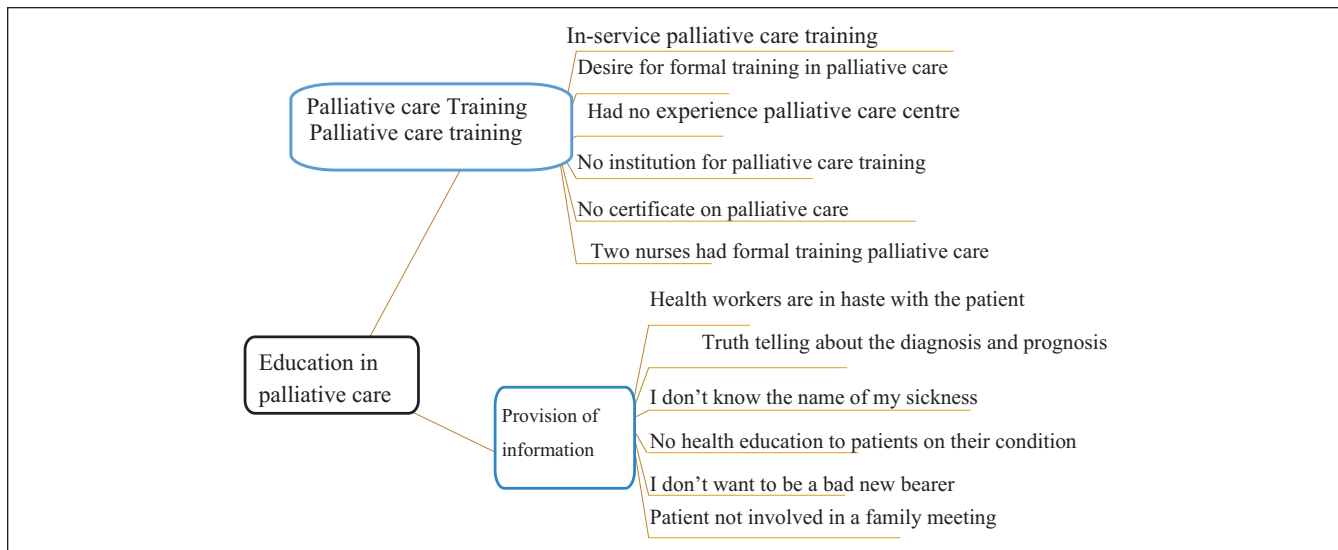 In-service palliative care training
Desire for formal training in palliative care
Palliative care Training
Palliative care training
Had no experience palliative care centre
No institution for palliative care training
No certificate on palliative care
Two nurses had formal training palliative care
Education in
palliative care
Provision of
information
Health workers are in haste with the patient
Truth telling about the diagnosis and prognosis
I don’t know the name of my sickness
No health education to patients on their condition
I don’t want to be a bad new bearer
Patient not involved in a family meeting